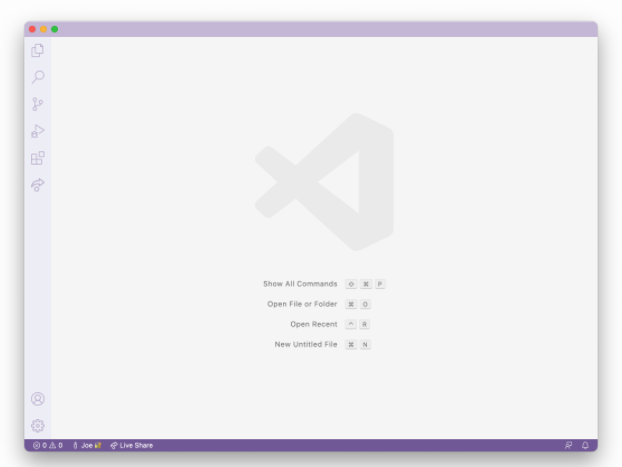 Show All Commands ⇧ ⌘ P
Open File or Folder ⌘ O
Open Recent ^ R
New Untitled File ⌘ N
0 0 Joe Live Share